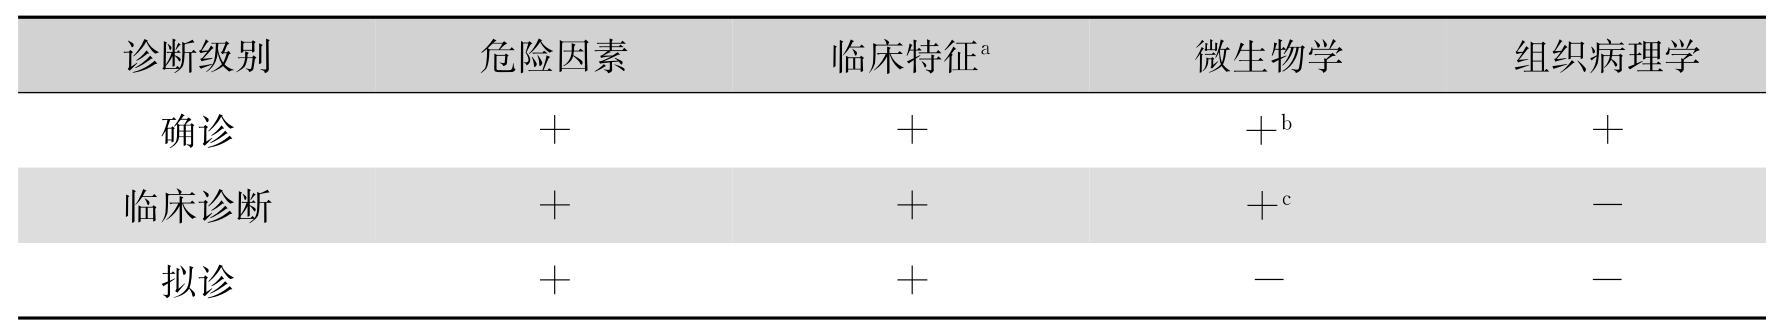 诊断级别 危险因素 临床特征a 微生物学 组织病理学
确诊 + + +b +
临床诊断 + + +c −
拟诊 + + − −